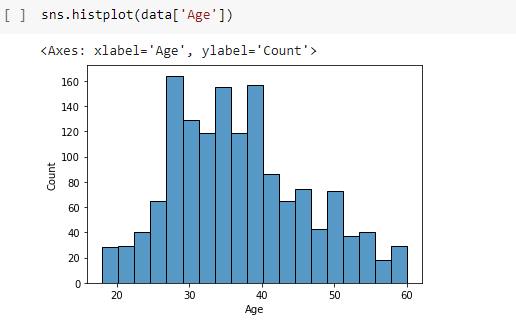 [ ] sns.histplot(data['Age'])
<Axes: xlabel='Age', ylabel='Count'>
160
140
120
100
80
60
40
20
0
Count
20 30 40 50 60
Age